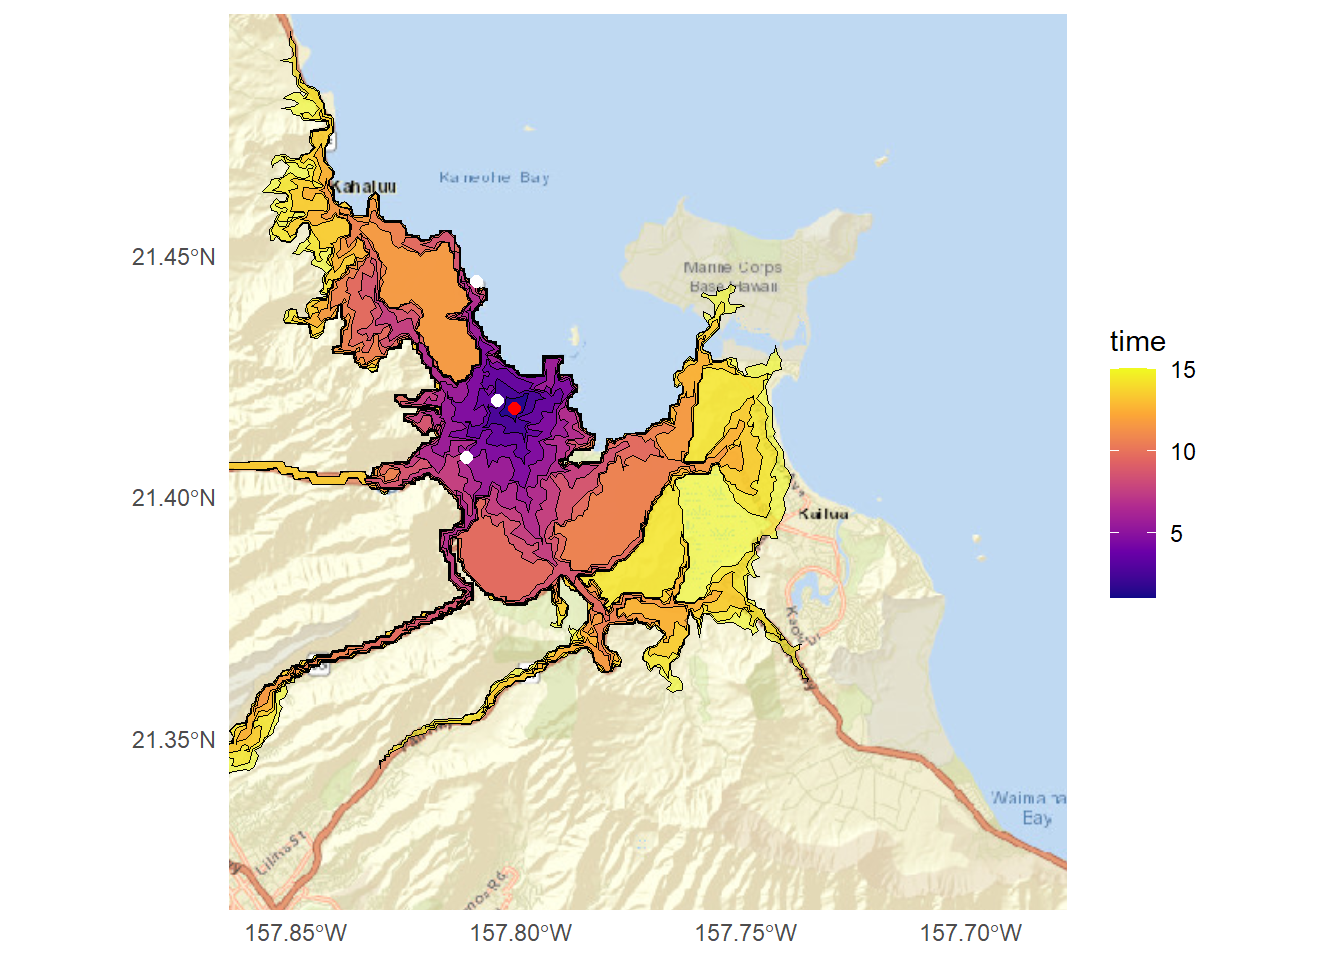 Kahaluu
Kaneohe Bay
21.45°N
Marine Corps
Base Hawaii
time
15
10
5
21.40°N
Kailua
21.35°N
Waimana
Bay
157.85°W
157.80°W
157.75°W
157.70°W